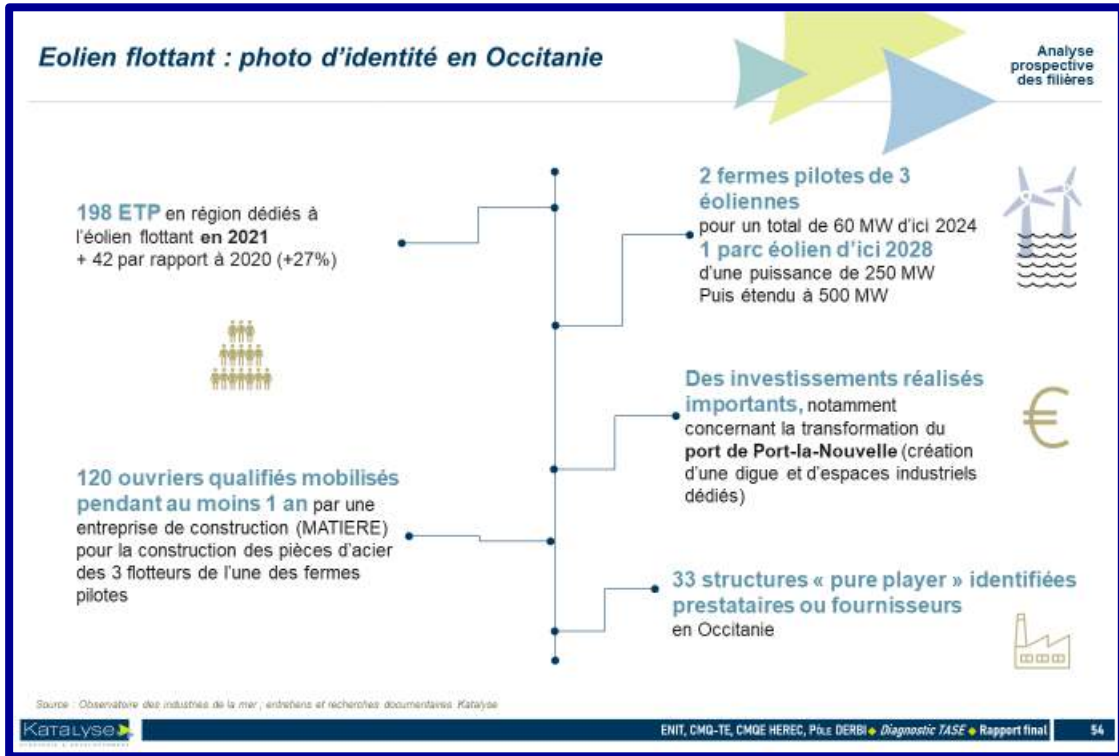 Eolien flottant : photo d'identité en Occitanie
Analyse
prospective
des filières
198 ETP en région dédiés à
l'éolien flottant en 2021
+ 42 par rapport à 2020 (+27%)
2 fermes pilotes de 3
éoliennes
pour un total de 60 MW d'ici 2024
1 parc éolien d'ici 2028
d'une puissance de 250 MW
Puis étendu à 500 MW
Des investissements réalisés
importants, notamment
concernant la transformation du
port de Port-la-Nouvelle (création
d'une digue et d'espaces industriels
dédiés)
€
120 ouvriers qualifiés mobilisés
pendant au moins 1 an par une
entreprise de construction (MATIERE)
pour la construction des pièces d'acier
des 3 flotteurs de l'une des fermes
pilotes
33 structures « pure player » identifiées
prestataires ou fournisseurs
en Occitanie
Source : Observatoire des industries de la mer ; entretiens et recherches documentaires Katalyse
KATALYSE
ENIT, CMQ-TE, CMQE HEREC, PÔLE DERBI ◆ Diagnostic TASE ◆ Rapport final 54